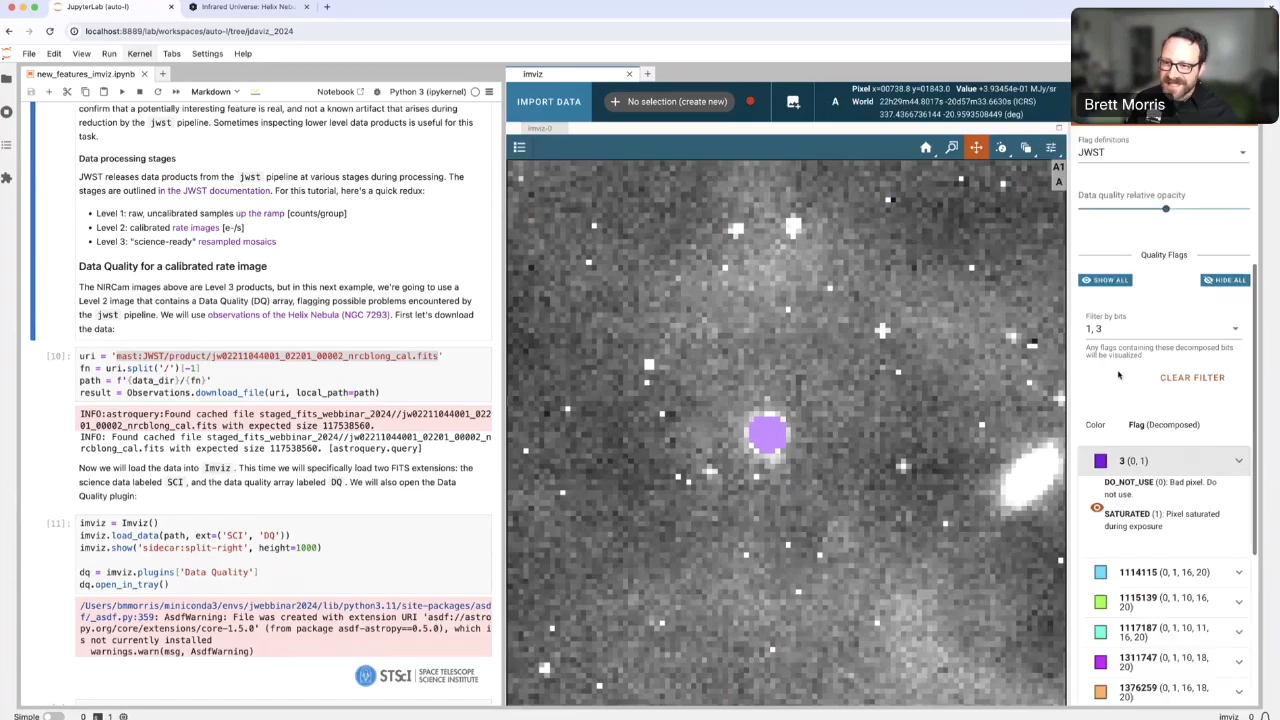 JupyterLab (auto-l)
Infrared Universe: Helix Neb
localhost:8889/lab/workspaces/auto-l/tree/jdaviz_2024
File Edit View Run Kernel Tabs Settings Help
new_features_imviz.ipynb
Markdown
Notebook
Python 3 (ipykernel)
confirm that a potentially interesting feature is real, and not a known artifact that arises during
reduction by the jwst pipeline. Sometimes inspecting lower level data products is useful for this
task.
Data processing stages
JWST releases data products from the jwst pipeline at various stages during processing. The
stages are outlined in the JWST documentation. For this tutorial, here's a quick redux:
• Level 1: raw, uncalibrated samples up the ramp [counts/group]
• Level 2: calibrated rate images [e-/s]
• Level 3: "science-ready" resampled mosaics
Data Quality for a calibrated rate image
The NIRCam images above are Level 3 products, but in this next example, we're going to use a
Level 2 image that contains a Data Quality (DQ) array, flagging possible problems encountered by
the jwst pipeline. We will use observations of the Helix Nebula (NGC 7293). First let's download
the data:
[10]: uri = 'mast:JWST/product/jw02211044001_02201_00002_nrcblong_cal.fits'
fn = uri.split('/')[-1]
path = f'{data_dir}/{fn}'
result = Observations.download_file(uri, local_path=path)
INFO:astroquery:Found cached file staged_fits_webbinar_2024//jw02211044001_022
01_00002_nrcblong_cal.fits with expected size 117538560.
INFO: Found cached file staged_fits_webbinar_2024//jw02211044001_02201_00002_n
rcblong_cal.fits with expected size 117538560. [astroquery.query]
Now we will load the data into Imviz. This time we will specifically load two FITS extensions: the
science data labeled SCI, and the data quality array labeled DQ. We will also open the Data
Quality plugin:
[11]: imviz = Imviz()
imviz.load_data(path, ext=('SCI', 'DQ'))
imviz.show('sidecar:split-right', height=1000)
dq = imviz.plugins['Data Quality']
dq.open_in_tray()
/Users/bmmorris/miniconda3/envs/jwebbinar2024/lib/python3.11/site-packages/asd
f/_asdf.py:359: AsdfWarning: File was created with extension URI 'asdf://astro
py.org/core/extensions/core-1.5.0' (from package asdf-astropy==0.5.0), which i
s not currently installed
warnings.warn(msg, AsdfWarning)
STScI | SPACE TELESCOPE
SCIENCE INSTITUTE
Simple 0 1
imviz
IMPORT DATA
No selection (create new)
A
Pixel x=00738.8 y=01843.0 Value +3.93454e-01 MJy/sr
World 22h29m44.8017s -20d57m33.6630s (ICRS)
337.4366736144 -20.9593508449 (deg)
imviz-0
A1
A
Brett Morris
Flag definitions
JWST
Data quality relative opacity
Quality Flags
SHOW ALL
HIDE ALL
Filter by bits
1, 3
Any flags containing these decomposed bits
will be visualized
CLEAR FILTER
Color Flag (Decomposed)
3 (0, 1)
DO_NOT_USE (0): Bad pixel. Do
not use.
SATURATED (1): Pixel saturated
during exposure
1114115 (0, 1, 16, 20)
1115139 (0, 1, 10, 16,
20)
1117187 (0, 1, 10, 11,
16, 20)
1311747 (0, 1, 10, 18,
20)
1376259 (0, 1, 16, 18,
20)
imviz 0